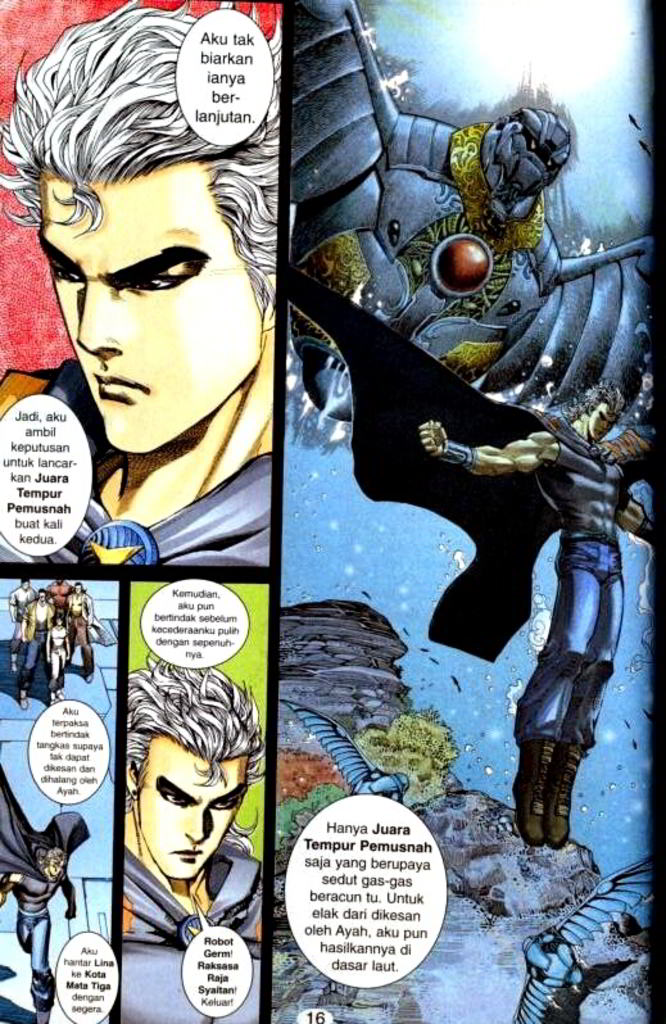 Aku tak
biarkan
ianya
ber-
lanjutan.
Jadi, aku
ambil
keputusan
untuk lancar-
kan Juara
Tempur
Pemusnah
buat kali
kedua.
Kemudian,
aku pun
bertindak sebelum
kecederaanku pulih
dengan sepenuh-
nya.
Aku
terpaksa
bertindak
tangkas supaya
tak dapat
dikesan dan
dihalang oleh
Ayah.
Aku
hantar Lina
ke Kota
Mata Tiga
dengan
segera.
Robot
Germ!
Raksasa
Raja
Syaitan!
Keluar!
Hanya Juara
Tempur Pemusnah
saja yang berupaya
sedut gas-gas
beracun tu. Untuk
elak dari dikesan
oleh Ayah, aku pun
hasilkannya di
dasar laut.
16